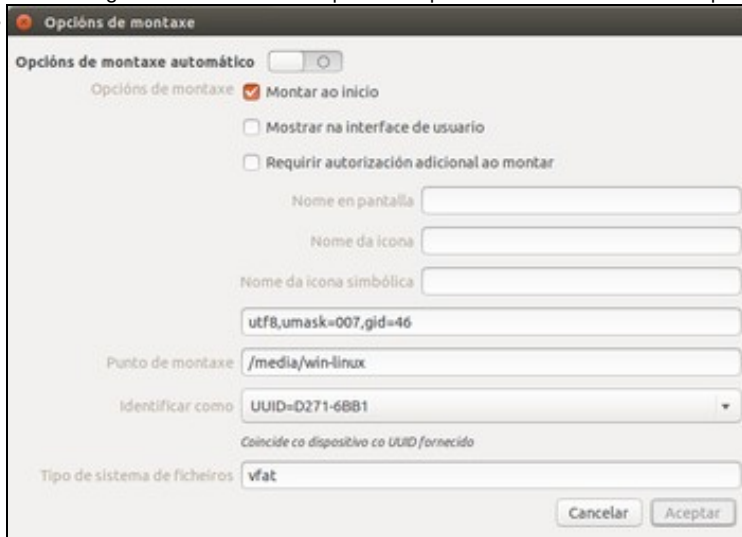 Opcións de montaxe
Opcións de montaxe automático
Opcións de montaxe
Montar ao inicio
Mostrar na interface de usuario
Requirir autorización adicional ao montar
Nome en pantalla
Nome da icona
Nome da icona simbólica
utf8,umask=007,gid=46
Punto de montaxe /media/win-linux
Identificar como UUID=D271-6BB1
Coincide co dispositivo co UUID fornecido
Tipo de sistema de ficheiros vfat
Cancelar Aceptar